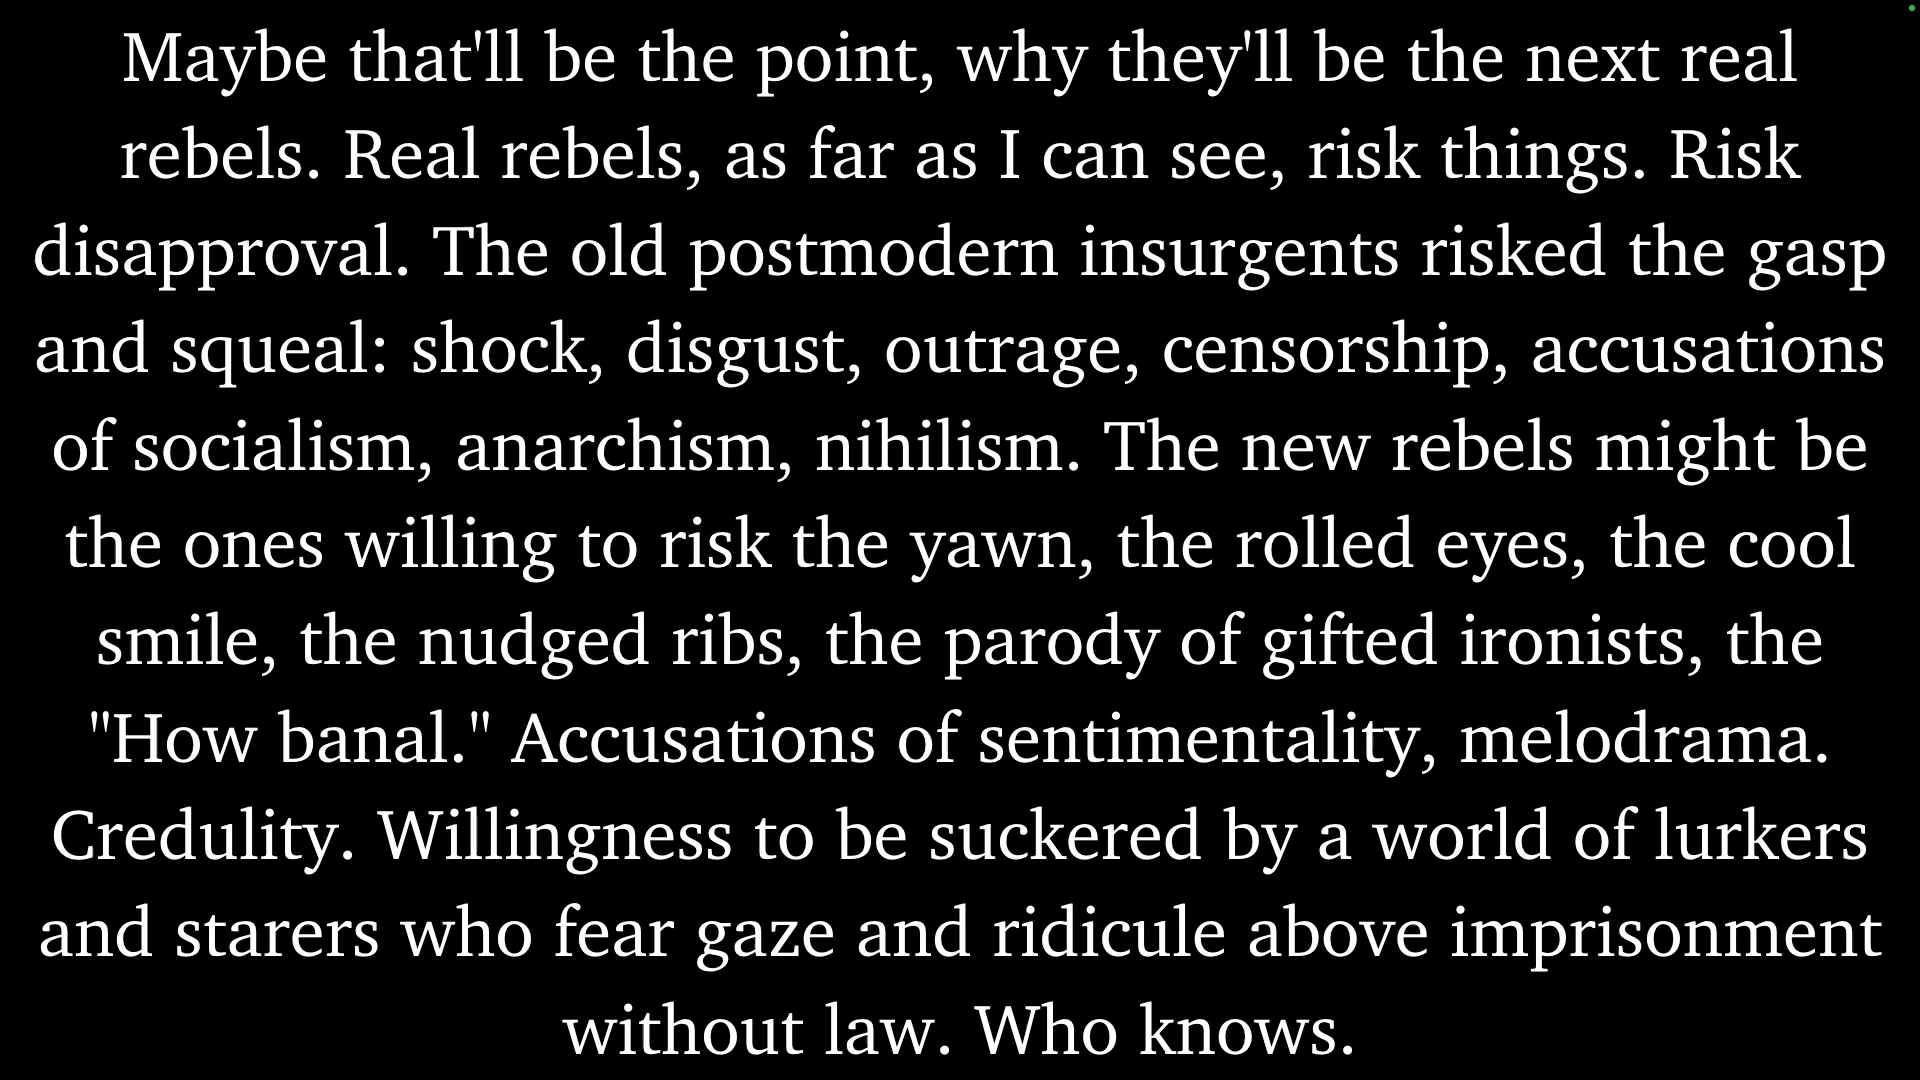 Maybe that'll be the point, why they'll be the next real
rebels. Real rebels, as far as I can see, risk things. Risk
disapproval. The old postmodern insurgents risked the gasp
and squeal: shock, disgust, outrage, censorship, accusations
of socialism, anarchism, nihilism. The new rebels might be
the ones willing to risk the yawn, the rolled eyes, the cool
smile, the nudged ribs, the parody of gifted ironists, the
"How banal." Accusations of sentimentality, melodrama.
Credulity. Willingness to be suckered by a world of lurkers
and starers who fear gaze and ridicule above imprisonment
without law. Who knows.